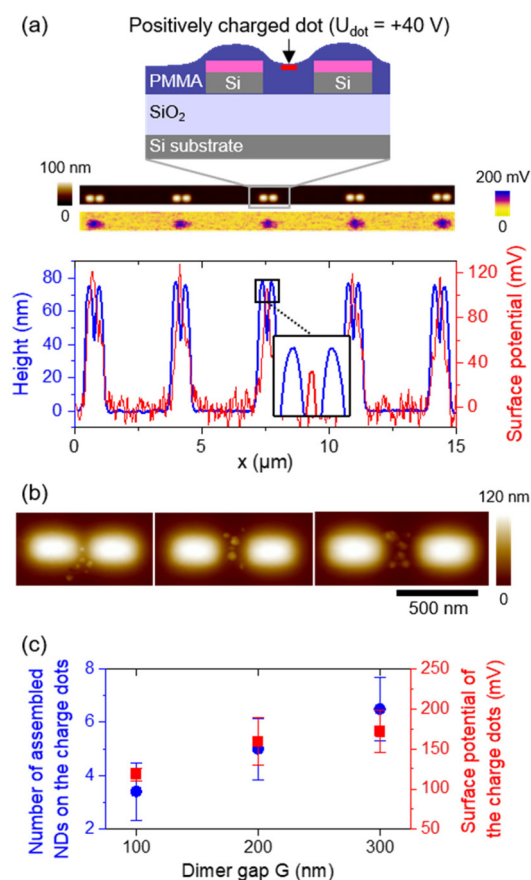 (a)
Positively charged dot (U_dot = +40 V)
PMMA
Si
Si
SiO₂
Si substrate
100 nm
0
200 mV
0
Height (nm)
80
60
40
20
0
120
80
40
0
Surface potential (mV)
0
5
10
15
x (µm)
(b)
120 nm
0
500 nm
(c)
Number of assembled
NDs on the charge dots
8
6
4
2
250
200
150
100
50
Surface potential of
the charge dots (mV)
100
200
300
Dimer gap G (nm)